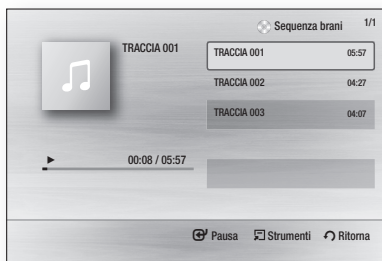 Sequenza brani 1/1
TRACCIA 001
TRACCIA 001 05:57
TRACCIA 002 04:27
TRACCIA 003 04:07
00:08 / 05:57
Pausa Strumenti Ritorna